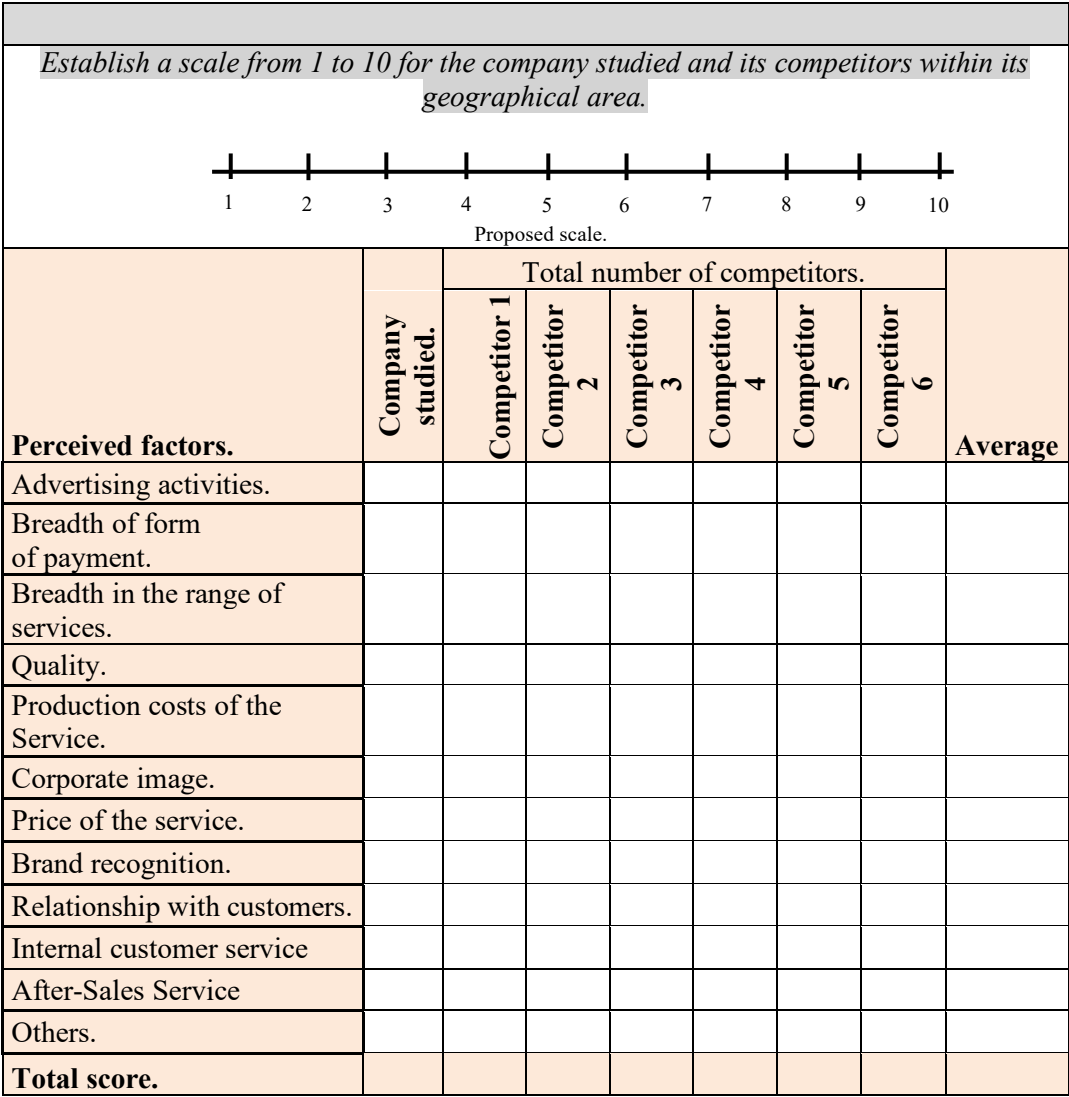 Establish a scale from 1 to 10 for the company studied and its competitors within its
geographical area.
1 2 3 4 5 6 7 8 9 10
Proposed scale.
Total number of competitors.
Perceived factors.
Company
studied.
Competitor 1
Competitor
2
Competitor
3
Competitor
4
Competitor
5
Competitor
6
Average
Advertising activities.
Breadth of form
of payment.
Breadth in the range of
services.
Quality.
Production costs of the
Service.
Corporate image.
Price of the service.
Brand recognition.
Relationship with customers.
Internal customer service
After-Sales Service
Others.
Total score.